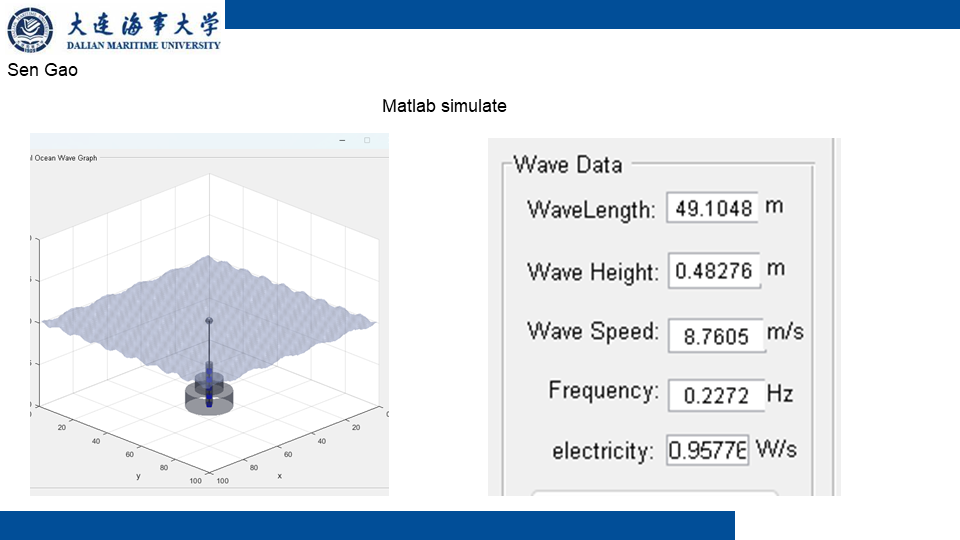 大连海事大学
DALIAN MARITIME UNIVERSITY
Sen Gao
Matlab simulate
l Ocean Wave Graph
20
40
60
80
100
y
100
80
60
40
20
x
Wave Data
WaveLength: 49.1048 m
Wave Height: 0.48276 m
Wave Speed: 8.7605 m/s
Frequency: 0.2272 Hz
electricity: 0.9577E W/s